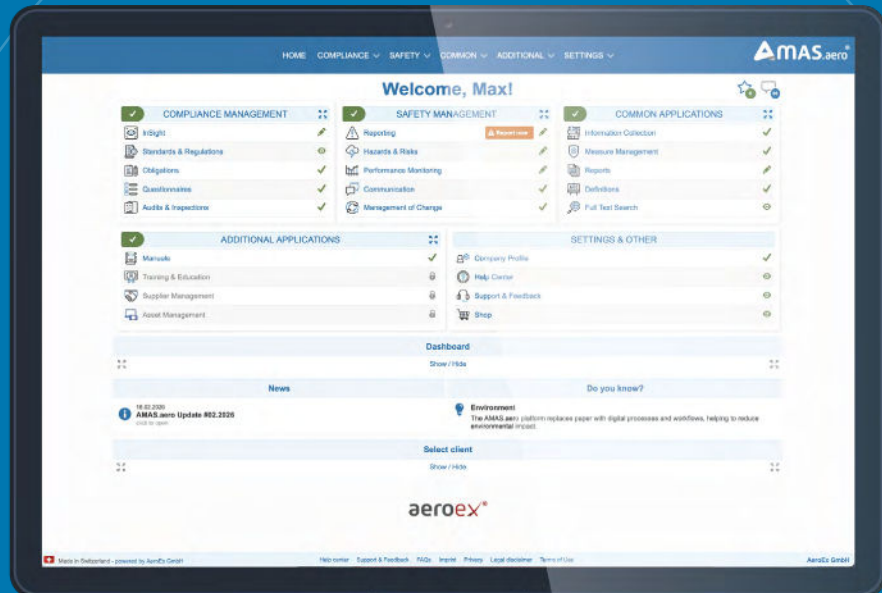 HOME COMPLIANCE SAFETY COMMON ADDITIONAL SETTINGS
AMAS.aero®
Welcome, Max!
COMPLIANCE MANAGEMENT
InSight
Standards & Regulations
Obligations
Questionnaires
Audits & Inspections
SAFETY MANAGEMENT
Reporting
Report now
Hazards & Risks
Performance Monitoring
Communication
Management of Change
COMMON APPLICATIONS
Information Collection
Measure Management
Reports
Definitions
Full Text Search
ADDITIONAL APPLICATIONS
Manuals
Training & Education
Supplier Management
Asset Management
SETTINGS & OTHER
Company Profile
Help Center
Support & Feedback
Shop
Dashboard
Show / Hide
News
AMAS.aero Update #02.2026
click to open
Do you know?
Environment
The AMAS.aero platform replaces paper with digital processes and workflows, helping to reduce
environmental impact.
Select client
Show / Hide
aeroex®
Made in Switzerland - powered by AeroEx GmbH
Help center Support & Feedback FAQs Imprint Privacy Legal disclaimer Terms of Use
AeroEx GmbH